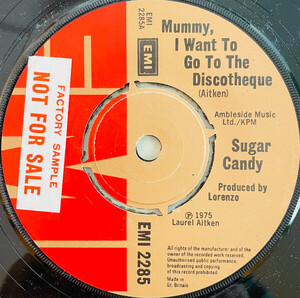 EMI 2285
EMI 2285A
EMI
Mummy,
I Want To
Go To The
Discotheque
(Aitken)
Ambleside Music
Ltd./KPM
Sugar
Candy
Produced by
Lorenzo
℗ 1975
Laurel Aitken
FACTORY SAMPLE
NOT FOR SALE
All rights of the manufacturer and of the
owner of the recorded work reserved.
Unauthorised public performance,
broadcasting and copying
of this record prohibited.
Made in
Gt. Britain